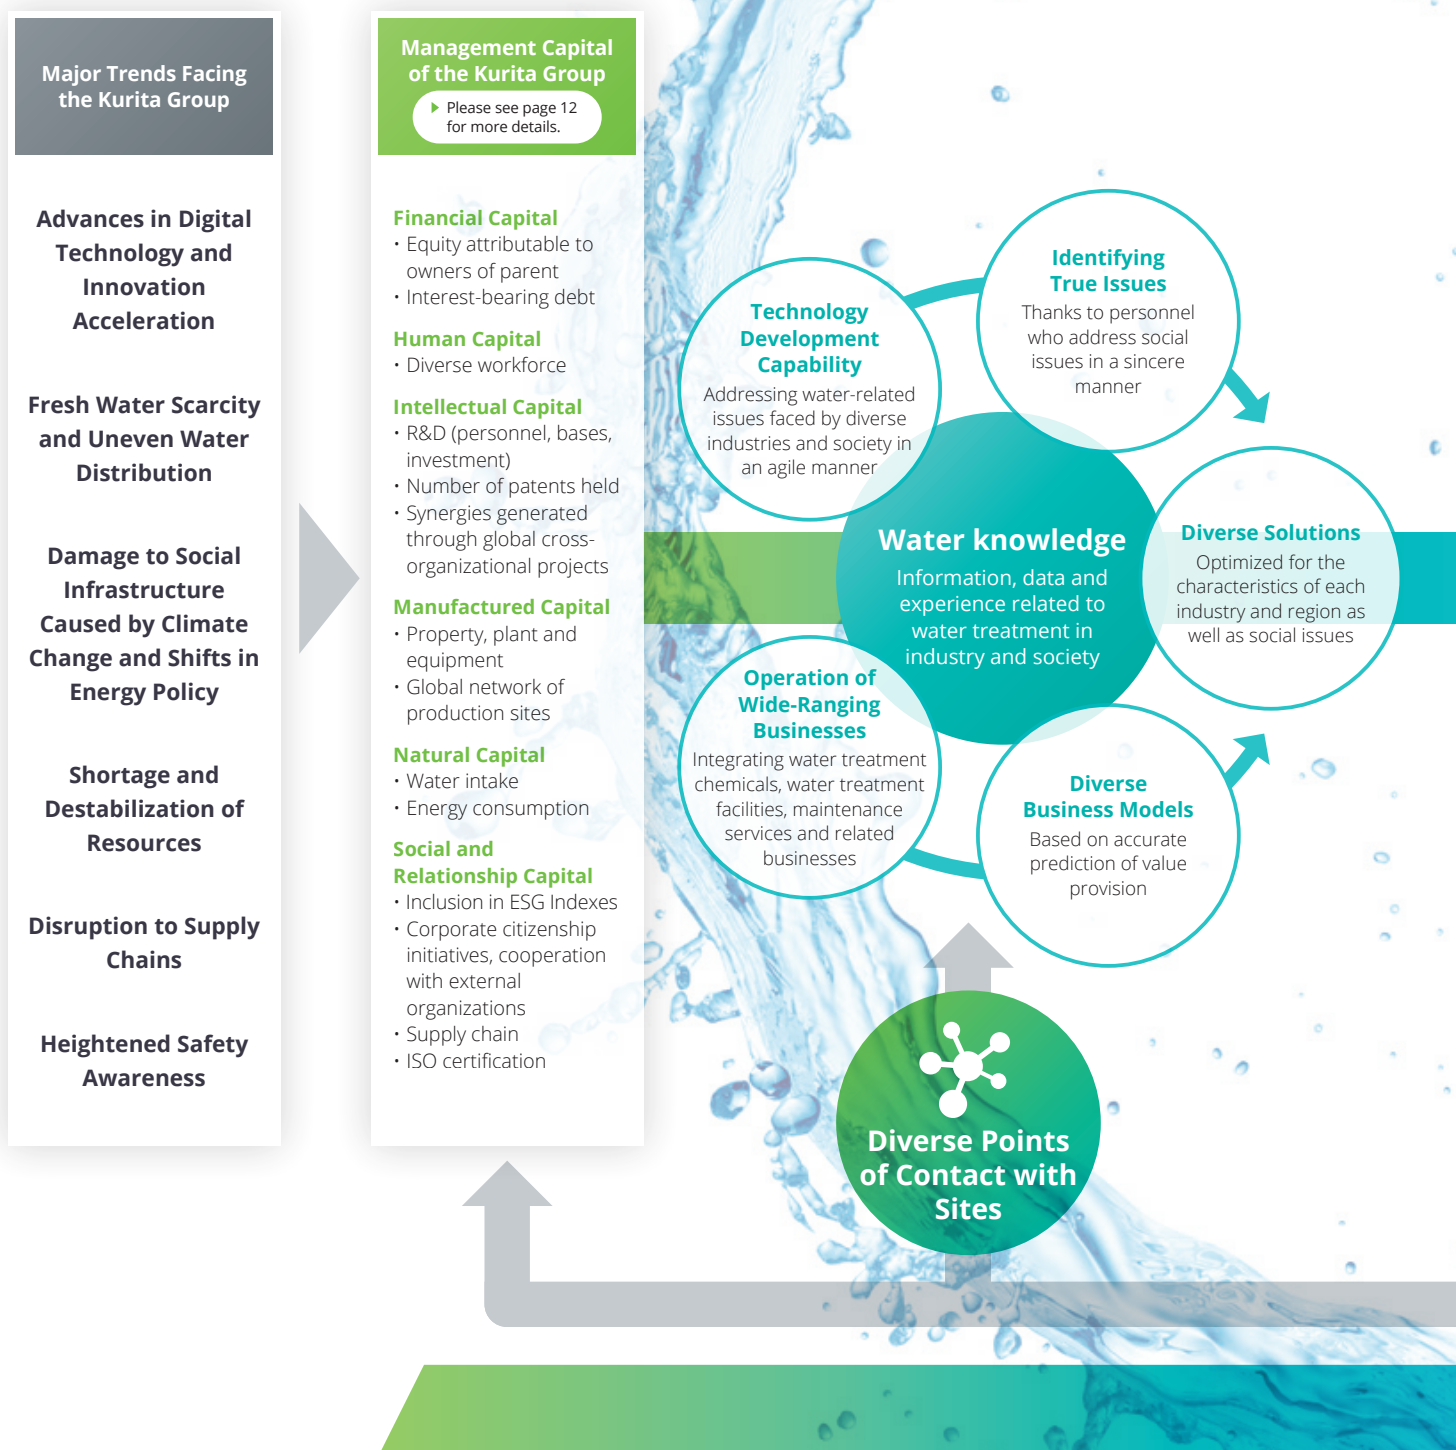 Major Trends Facing
the Kurita Group
Advances in Digital
Technology and
Innovation
Acceleration
Fresh Water Scarcity
and Uneven Water
Distribution
Damage to Social
Infrastructure
Caused by Climate
Change and Shifts in
Energy Policy
Shortage and
Destabilization of
Resources
Disruption to Supply
Chains
Heightened Safety
Awareness
Management Capital
of the Kurita Group
Please see page 12
for more details.
Financial Capital
・Equity attributable to
owners of parent
・Interest-bearing debt
Human Capital
・Diverse workforce
Intellectual Capital
・R&D (personnel, bases,
investment)
・Number of patents held
・Synergies generated
through global cross-
organizational projects
Manufactured Capital
・Property, plant and
equipment
・Global network of
production sites
Natural Capital
・Water intake
・Energy consumption
Social and
Relationship Capital
・Inclusion in ESG Indexes
・Corporate citizenship
initiatives, cooperation
with external
organizations
・Supply chain
・ISO certification
Technology
Development
Capability
Addressing water-related
issues faced by diverse
industries and society in
an agile manner
Identifying
True Issues
Thanks to personnel
who address social
issues in a sincere
manner
Water knowledge
Information, data and
experience related to
water treatment in
industry and society
Diverse Solutions
Optimized for the
characteristics of each
industry and region as
well as social issues
Operation of
Wide-Ranging
Businesses
Integrating water treatment
chemicals, water treatment
facilities, maintenance
services and related
businesses
Diverse
Business Models
Based on accurate
prediction of value
provision
Diverse Points
of Contact with
Sites